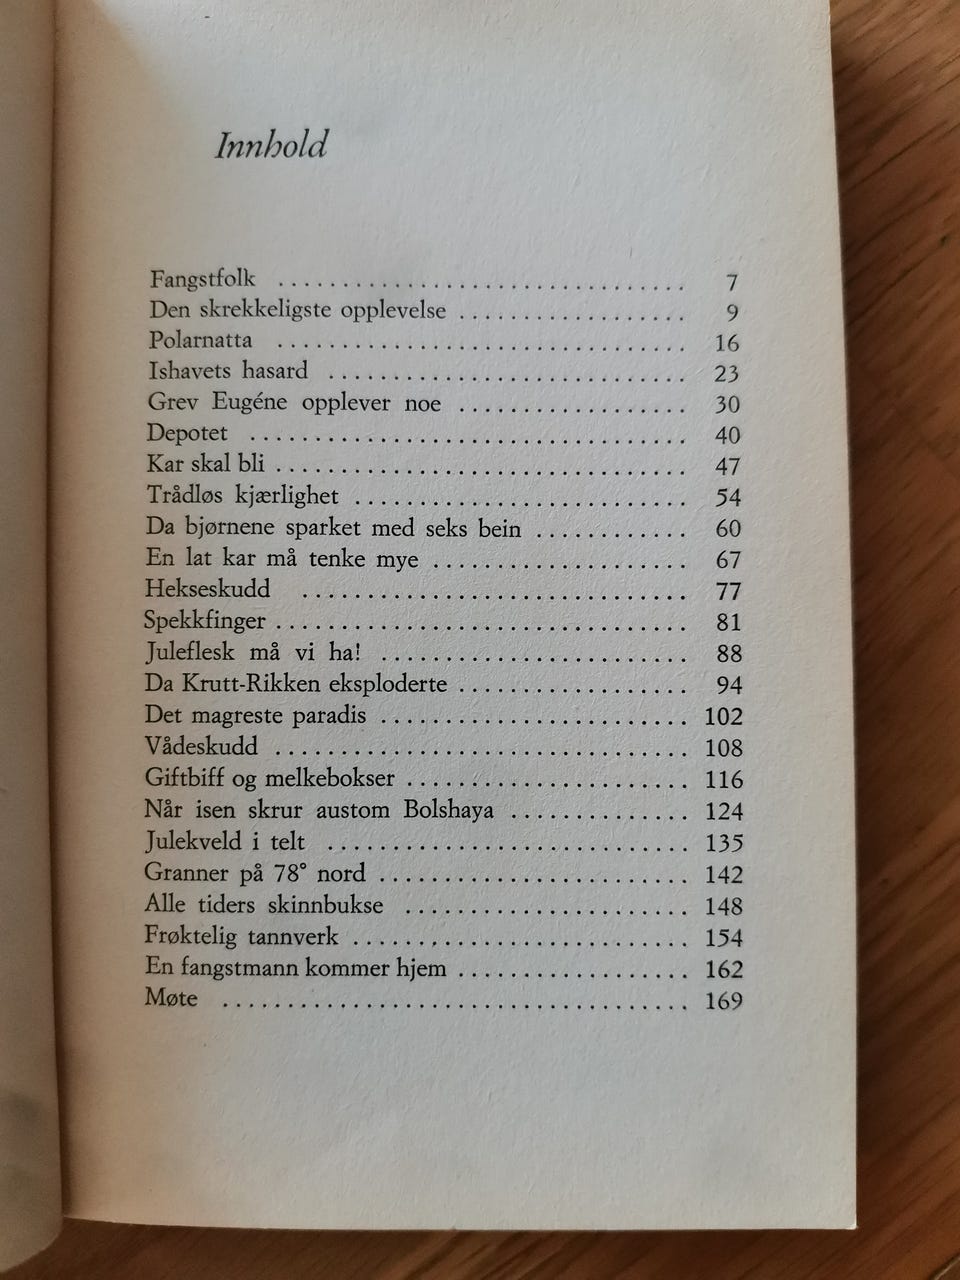 Innhold
Fangstfolk ................................ 7
Den skrekkeligste opplevelse .................. 9
Polarnatta ................................ 16
Ishavets hasard ............................ 23
Grev Eugéne opplever noe .................. 30
Depotet .................................. 40
Kar skal bli ................................ 47
Trådløs kjærlighet .......................... 54
Da bjørnene sparket med seks bein ............ 60
En lat kar må tenke mye .................... 67
Hekseskudd .............................. 77
Spekkfinger ................................ 81
Juleflesk må vi ha! ........................ 88
Da Krutt-Rikken eksploderte .................. 94
Det magreste paradis ........................ 102
Vådeskudd ................................ 108
Giftbiff og melkebokser ...................... 116
Når isen skrur austom Bolshaya .............. 124
Julekveld i telt ............................ 135
Granner på 78° nord ........................ 142
Alle tiders skinnbukse ...................... 148
Frøktelig tannverk .......................... 154
En fangstmann kommer hjem .................. 162
Møte .................................... 169